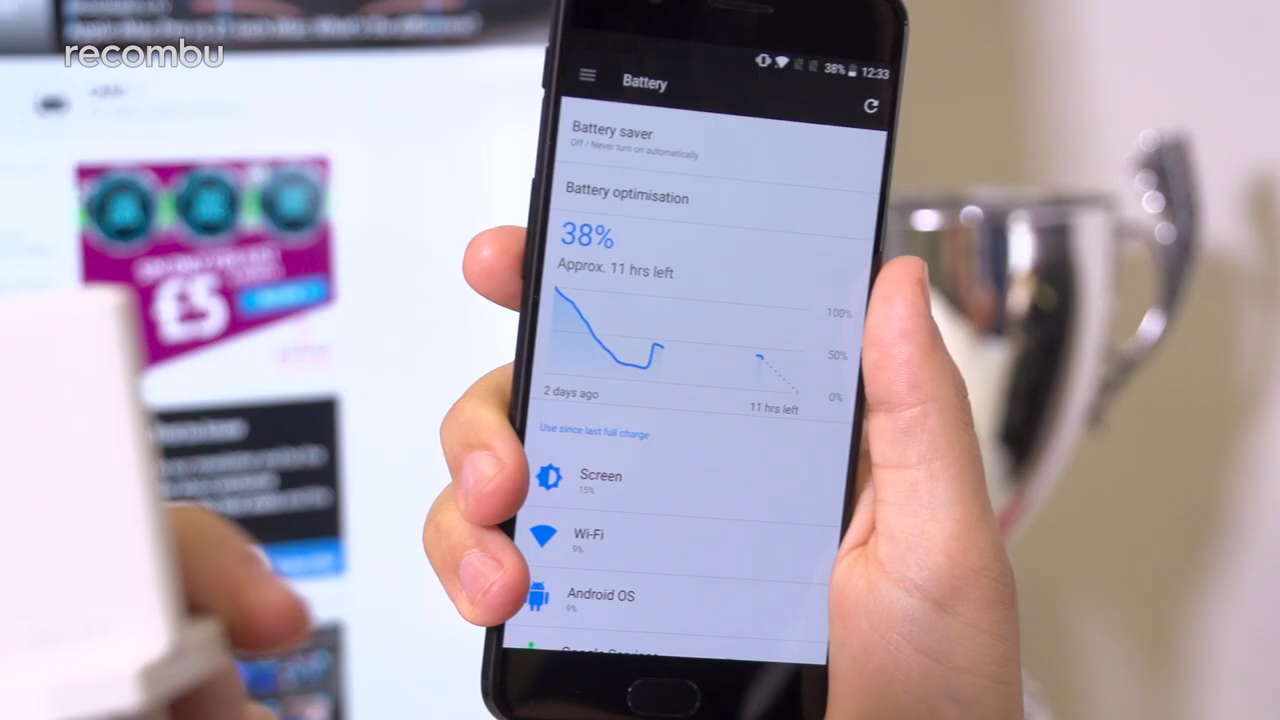 recombu
38% 12:33
Battery
Battery saver
Off / Never turn on automatically
Battery optimisation
38%
Approx. 11 hrs left
100%
50%
0%
2 days ago
11 hrs left
Use since last full charge
Screen
15%
Wi-Fi
9%
Android OS
9%
Google Services
£5